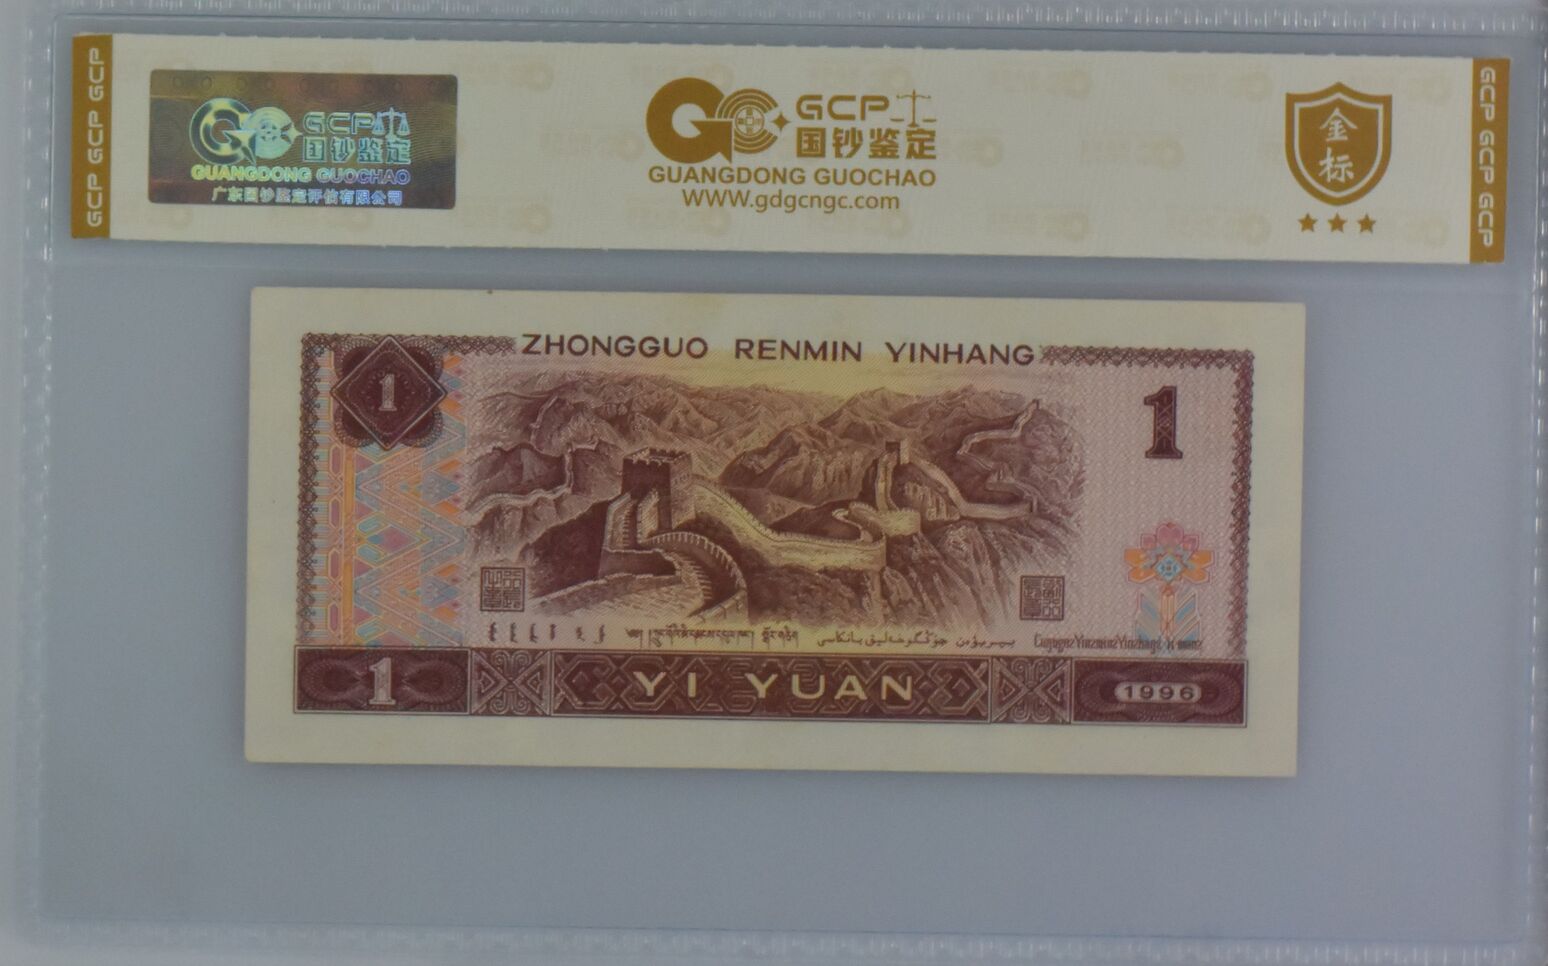 GCP GCP GCP
GCP
国钞鉴定
GUANGDONG GUOCHAO
广东国钞鉴定评估有限公司
GCP
国钞鉴定
GUANGDONG GUOCHAO
WWW.gdgcngc.com
金
标
GCP GCP GCP
ZHONGGUO RENMIN YINHANG
1
1
1
YI YUAN
1996